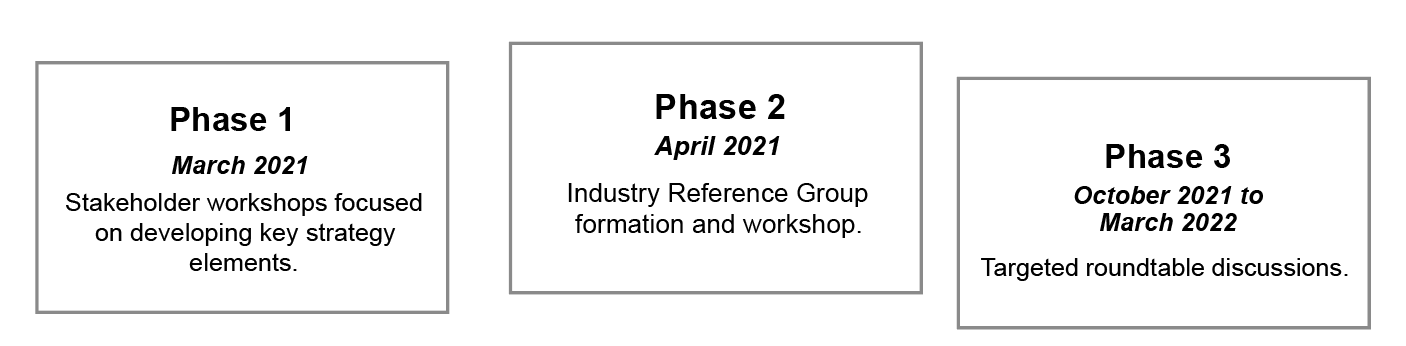 Phase 1
March 2021
Stakeholder workshops focused
on developing key strategy
elements.
Phase 2
April 2021
Industry Reference Group
formation and workshop.
Phase 3
October 2021 to
March 2022
Targeted roundtable discussions.